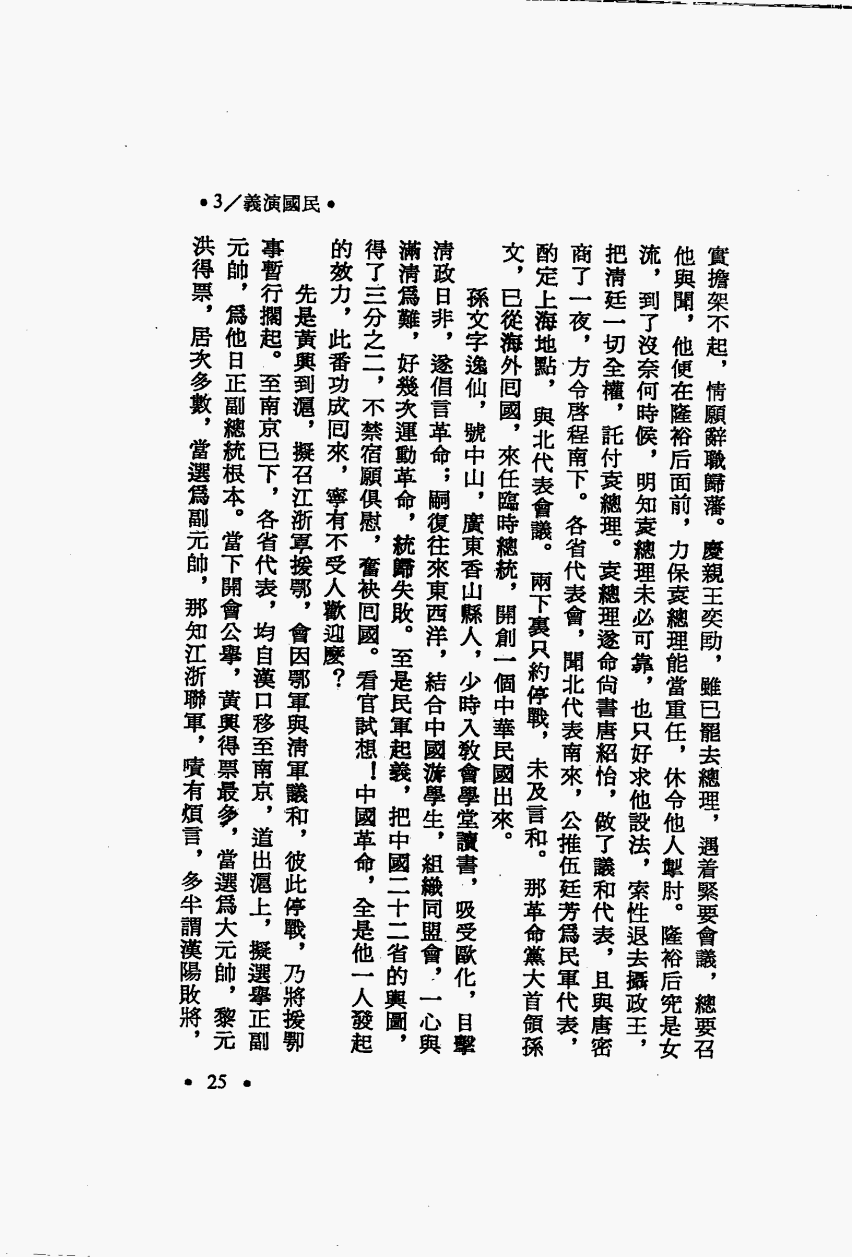 •3／義演國民•
實擔架不起，情願辭職歸藩。慶親王奕劻，雖已罷去總理，遇着緊要會議，總要召
他與聞，他便在隆裕后面前，力保袁總理能當重任，休令他人掣肘。隆裕后究是女
流，到了沒奈何時候，明知袁總理未必可靠，也只好求他設法，索性退去攝政王，
把清廷一切全權，託付袁總理。袁總理遂命尙書唐紹怡，做了議和代表，且與唐密
商了一夜，方令啓程南下。各省代表會，聞北代表南來，公推伍廷芳爲民軍代表，
酌定上海地點，與北代表會議。兩下裏只約停戰，未及言和。那革命黨大首領孫
文，已從海外囘國，來任臨時總統，開創一個中華民國出來。
孫文字逸仙，號中山，廣東香山縣人，少時入教會學堂讀書，吸受歐化，目擊
清政日非，遂倡言革命；嗣復往來東西洋，結合中國游學生，組織同盟會，一心與
滿清爲難，好幾次運動革命，統歸失敗。至是民軍起義，把中國二十二省的輿圖，
得了三分之二，不禁宿願俱慰，奮袂囘國。看官試想！中國革命，全是他一人發起
的效力，此番功成囘來，寧有不受人歡迎麼？
先是黃興到滬，擬召江浙軍援鄂，會因鄂軍與清軍議和，彼此停戰，乃將援鄂
事暫行擱起。至南京已下，各省代表，均自漢口移至南京，道出滬上，擬選舉正副
元帥，爲他日正副總統根本。當下開會公舉，黃興得票最多，當選爲大元帥，黎元
洪得票，居次多數，當選爲副元帥，那知江浙聯軍，嘖有煩言，多半謂漢陽敗將，
• 25 •